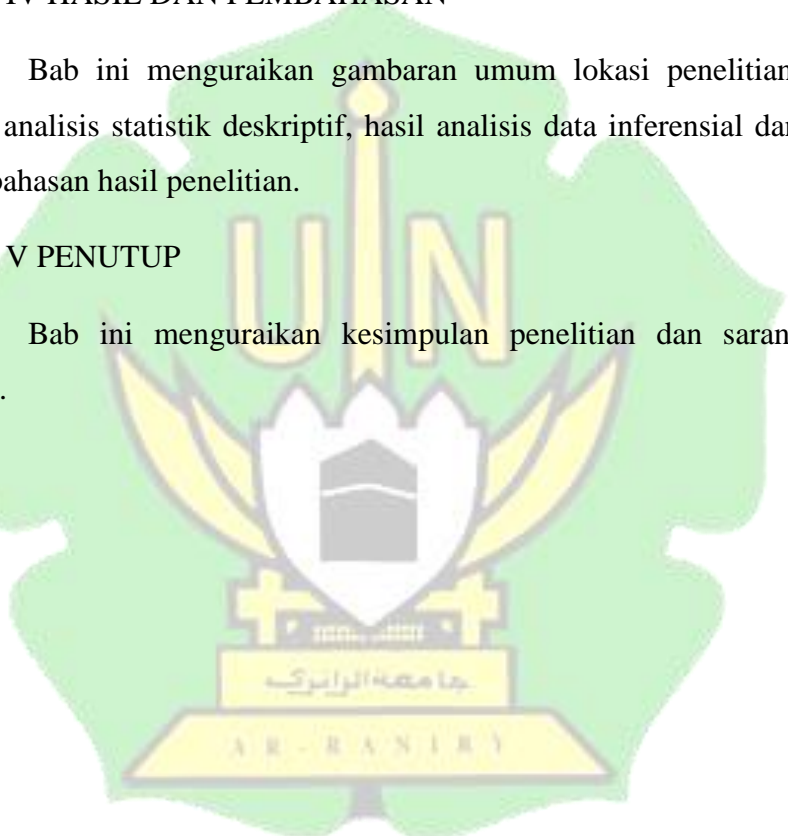 IV HASIL DAN PEMBAHASAN
Bab ini menguraikan gambaran umum lokasi penelitian
analisis statistik deskriptif, hasil analisis data inferensial dan
bahasan hasil penelitian.
V PENUTUP
Bab ini menguraikan kesimpulan penelitian dan saran
.
UIN
جامعة الرانري
AR-RANIRY